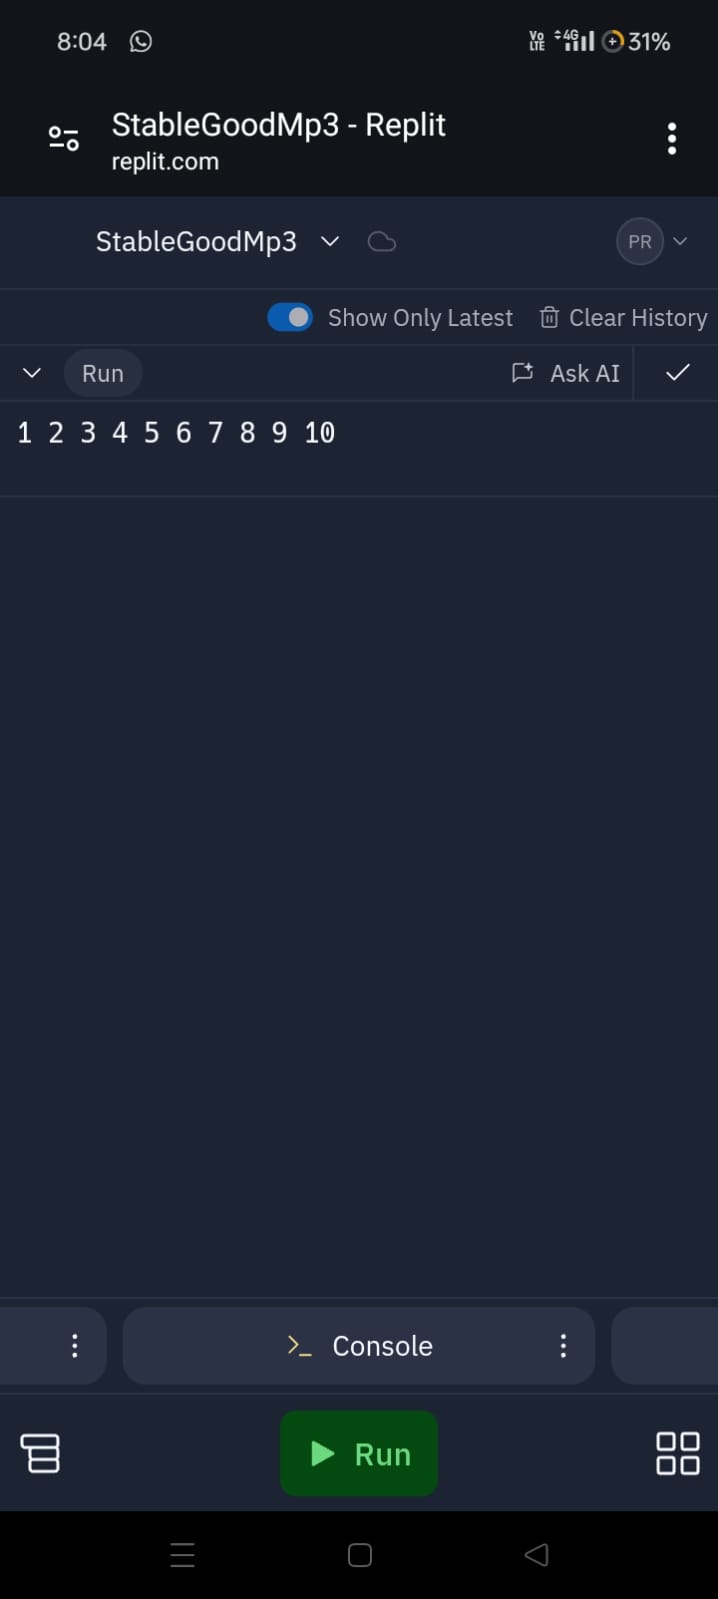 8:04 Vo LTE 4G 31%
StableGoodMp3 - Replit
replit.com
StableGoodMp3 PR
Show Only Latest Clear History
Run Ask AI
1 2 3 4 5 6 7 8 9 10
>_ Console
Run